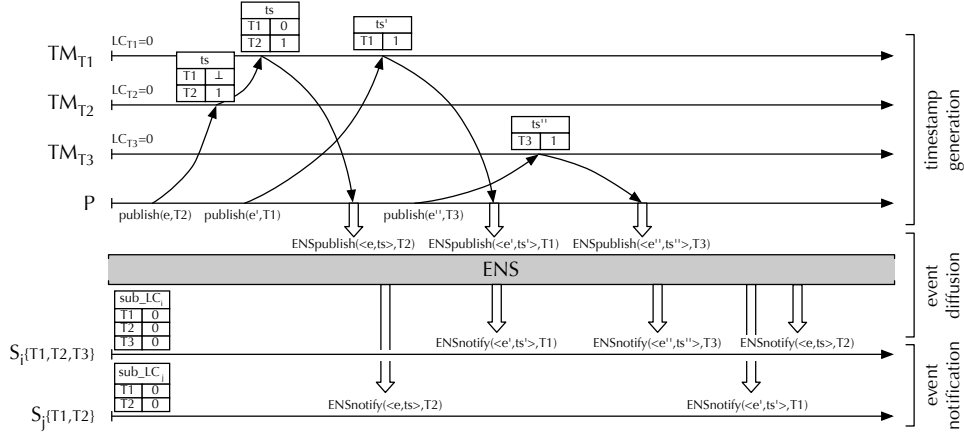 ts
T1 0
T2 1
ts'
T1 1
TM_T1
LC_T1=0
ts
T1 ⊥
T2 1
TM_T2
LC_T2=0
ts''
T3 1
TM_T3
LC_T3=0
P
publish(e,T2)
publish(e',T1)
publish(e'',T3)
timestamp
generation
ENSpublish(<e,ts>,T2)
ENSpublish(<e',ts'>,T1)
ENSpublish(<e'',ts''>,T3)
ENS
event
diffusion
sub_LC_i
T1 0
T2 0
T3 0
ENSnotify(<e',ts'>,T1)
ENSnotify(<e'',ts''>,T3)
ENSnotify(<e,ts>,T2)
S_i{T1,T2,T3}
sub_LC_j
T1 0
T2 0
ENSnotify(<e,ts>,T2)
ENSnotify(<e',ts'>,T1)
S_j{T1,T2}
event
notification